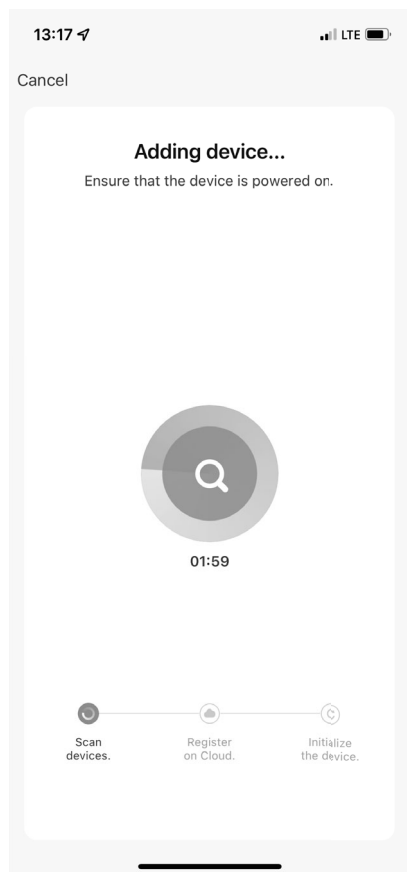 13:17
LTE
Cancel
Adding device...
Ensure that the device is powered on.
01:59
Scan
devices.
Register
on Cloud.
Initialize
the device.